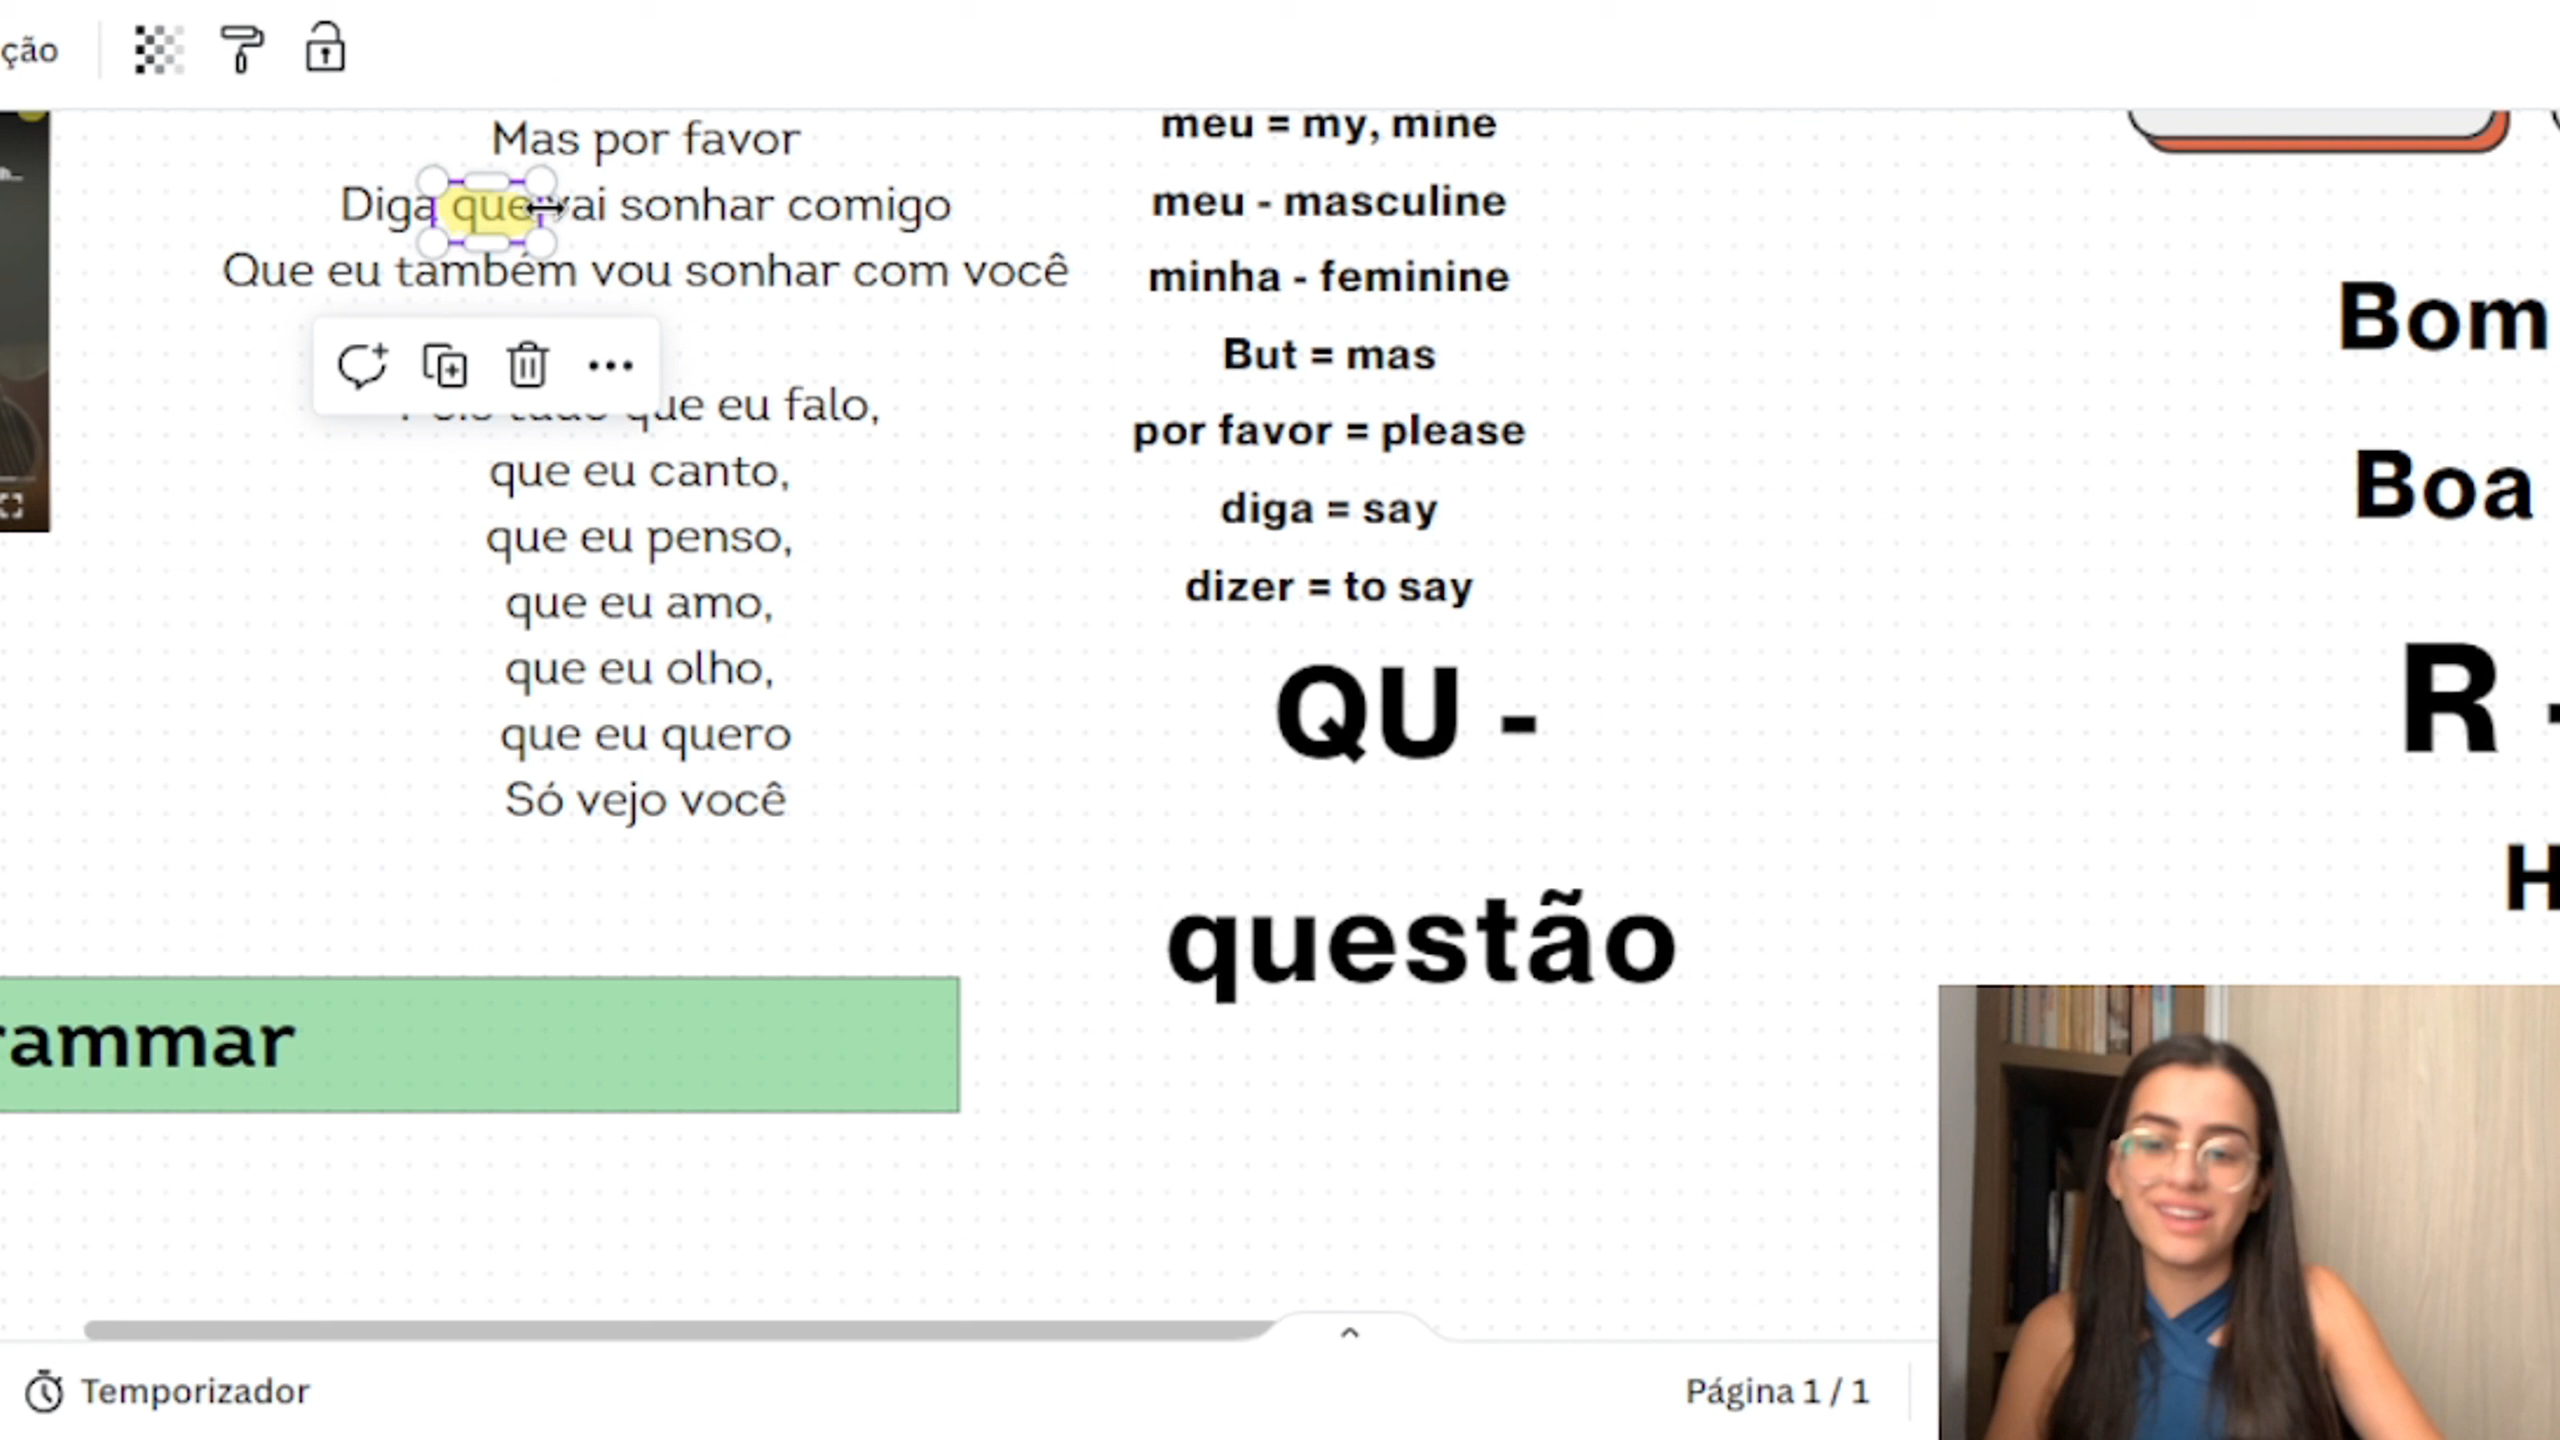 ção
Mas por favor
Diga que vai sonhar comigo
Que eu também vou sonhar com você
que eu falo,
que eu canto,
que eu penso,
que eu amo,
que eu olho,
que eu quero
Só vejo você
meu = my, mine
meu - masculine
minha - feminine
But = mas
por favor = please
diga = say
dizer = to say
QU -
questão
Bom
Boa
R -
H
rammar
Temporizador
Página 1 / 1